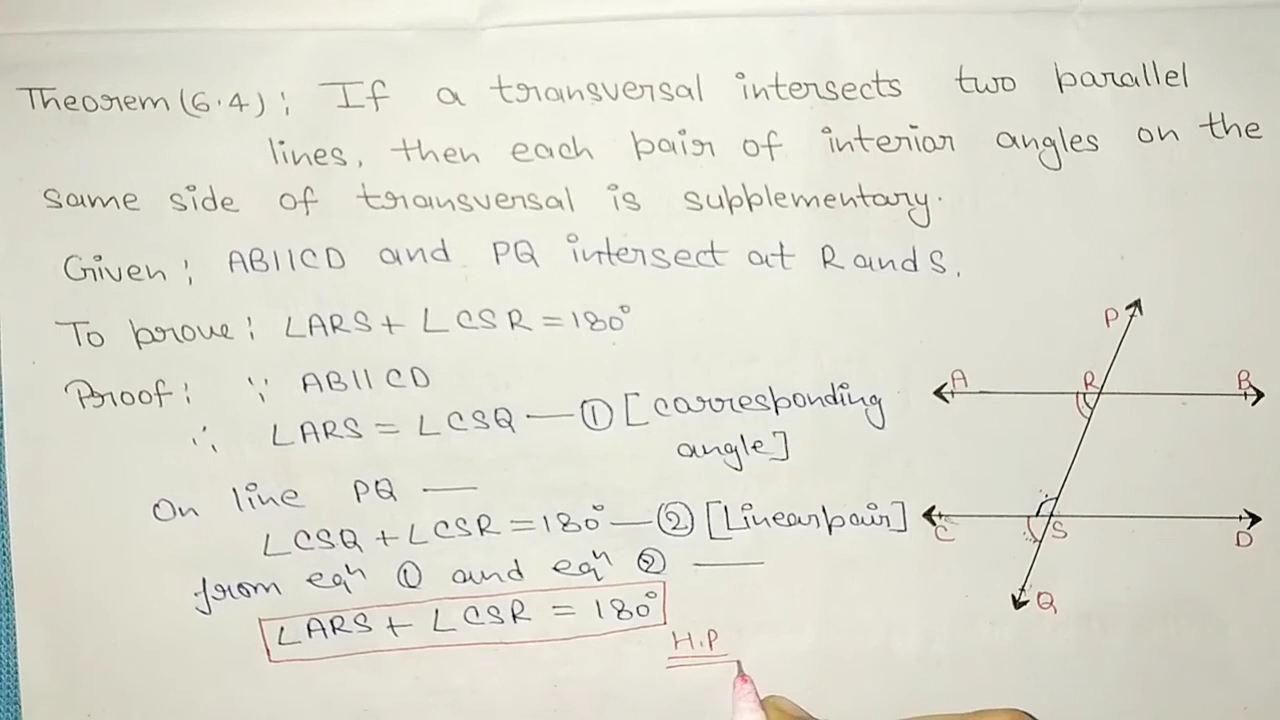 Theorem (6.4) : If a transversal intersects two parallel
lines, then each pair of interior angles on the
same side of transversal is supplementary.
Given : AB||CD and PQ intersect at R and S.
To prove : ∠ARS + ∠CSR = 180°
Proof : ∵ AB||CD
∴ ∠ARS = ∠CSQ — ① [corresponding
angle]
On line PQ —
∠CSQ + ∠CSR = 180° — ② [Linear pair]
from eqⁿ ① and eqⁿ ② —
∠ARS + ∠CSR = 180°
H.P
P
A R B
C S D
Q